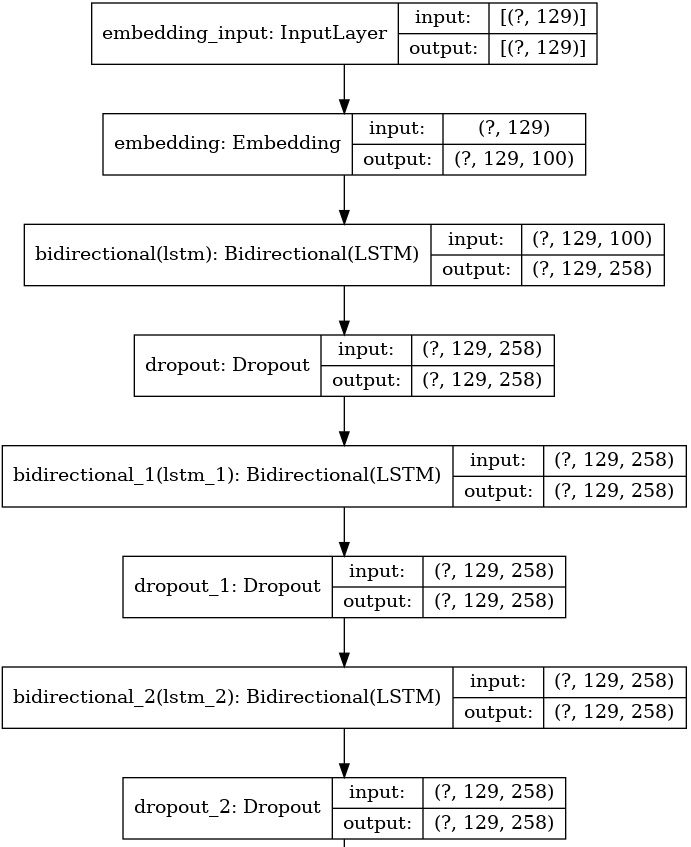 embedding_input: InputLayer
input: [(?, 129)]
output: [(?, 129)]
embedding: Embedding
input: (?, 129)
output: (?, 129, 100)
bidirectional(lstm): Bidirectional(LSTM)
input: (?, 129, 100)
output: (?, 129, 258)
dropout: Dropout
input: (?, 129, 258)
output: (?, 129, 258)
bidirectional_1(lstm_1): Bidirectional(LSTM)
input: (?, 129, 258)
output: (?, 129, 258)
dropout_1: Dropout
input: (?, 129, 258)
output: (?, 129, 258)
bidirectional_2(lstm_2): Bidirectional(LSTM)
input: (?, 129, 258)
output: (?, 129, 258)
dropout_2: Dropout
input: (?, 129, 258)
output: (?, 129, 258)